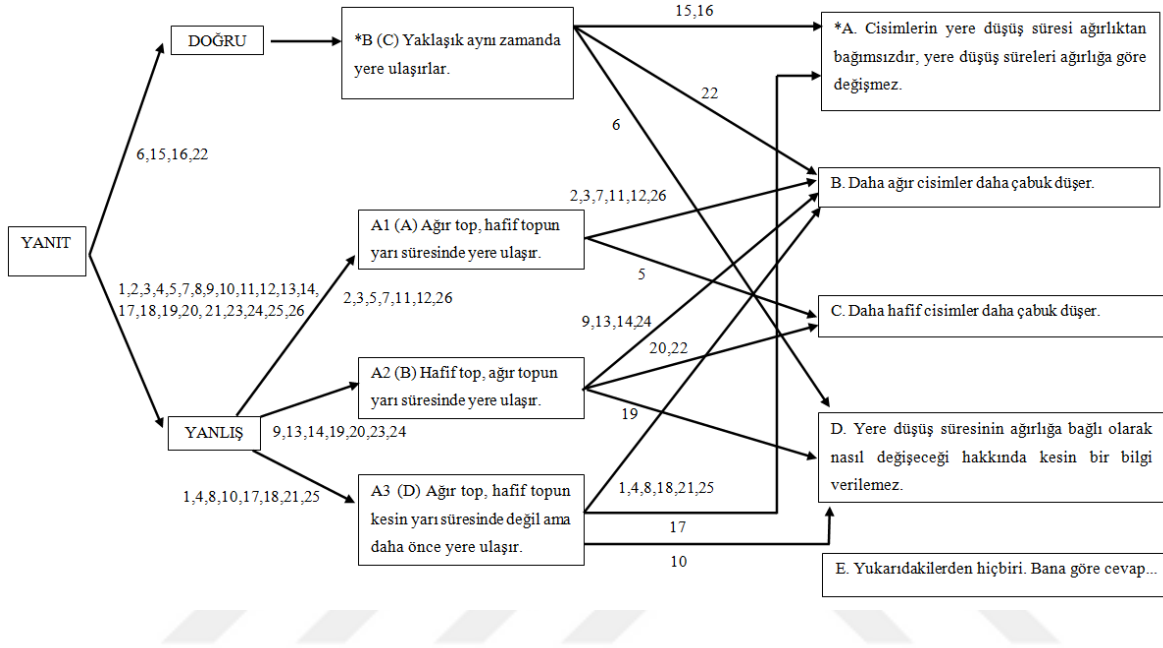 15,16
DOĞRU
*B (C) Yaklaşık aynı zamanda
yere ulaşırlar.
*A. Cisimlerin yere düşüş süresi ağırlıktan
bağımsızdır, yere düşüş süreleri ağırlığa göre
değişmez.
22
6
6,15,16,22
B. Daha ağır cisimler daha çabuk düşer.
2,3,7,11,12,26
YANIT
A1 (A) Ağır top, hafif topun
yarı süresinde yere ulaşır.
5
1,2,3,4,5,7,8,9,10,11,12,13,14,
17,18,19,20, 21,23,24,25,26
2,3,5,7,11,12,26
C. Daha hafif cisimler daha çabuk düşer.
9,13,14,24
20,22
A2 (B) Hafif top, ağır topun
yarı süresinde yere ulaşır.
19
YANLIŞ
9,13,14,19,20,23,24
D. Yere düşüş süresinin ağırlığa bağlı olarak
nasıl değişeceği hakkında kesin bir bilgi
verilemez.
1,4,8,10,17,18,21,25
A3 (D) Ağır top, hafif topun
kesin yarı süresinde değil ama
daha önce yere ulaşır.
1,4,8,18,21,25
17
10
E. Yukarıdakilerden hiçbiri. Bana göre cevap...